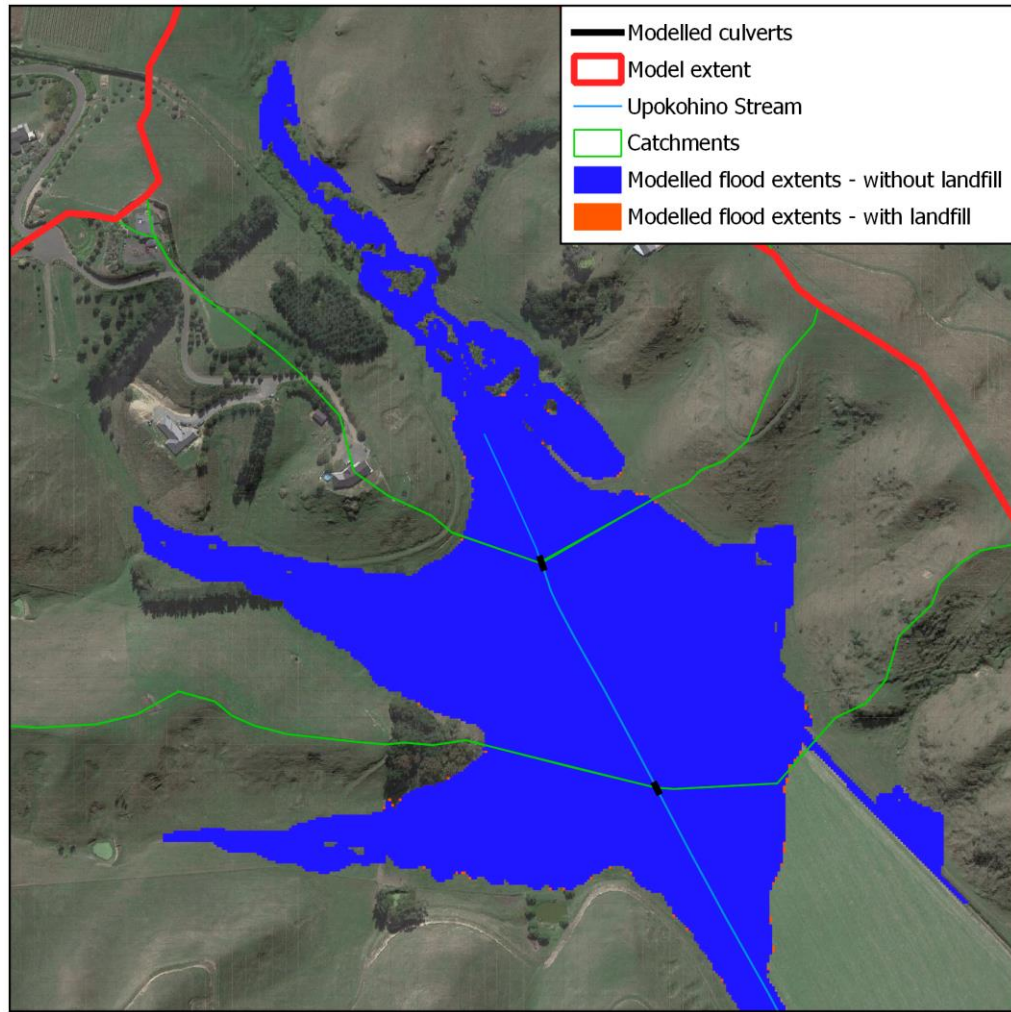 Modelled culverts
Model extent
Upokohino Stream
Catchments
Modelled flood extents - without landfill
Modelled flood extents - with landfill